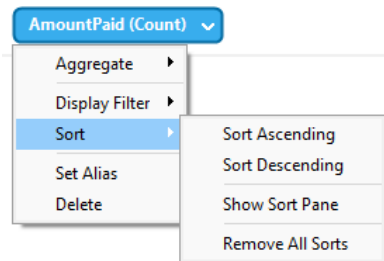 AmountPaid (Count)
Aggregate
Display Filter
Sort
Set Alias
Delete
Sort Ascending
Sort Descending
Show Sort Pane
Remove All Sorts